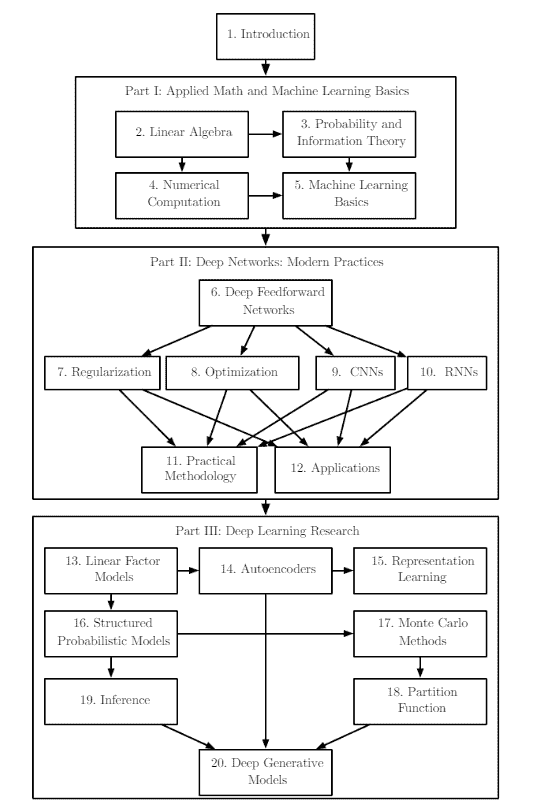 1. Introduction
Part I: Applied Math and Machine Learning Basics
2. Linear Algebra
3. Probability and
Information Theory
4. Numerical
Computation
5. Machine Learning
Basics
Part II: Deep Networks: Modern Practices
6. Deep Feedforward
Networks
7. Regularization
8. Optimization
9. CNNs
10. RNNs
11. Practical
Methodology
12. Applications
Part III: Deep Learning Research
13. Linear Factor
Models
14. Autoencoders
15. Representation
Learning
16. Structured
Probabilistic Models
17. Monte Carlo
Methods
19. Inference
18. Partition
Function
20. Deep Generative
Models